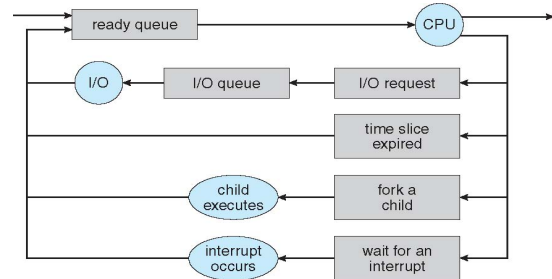 ready queue
CPU
I/O
I/O queue
I/O request
time slice
expired
child
executes
fork a
child
interrupt
occurs
wait for an
interrupt